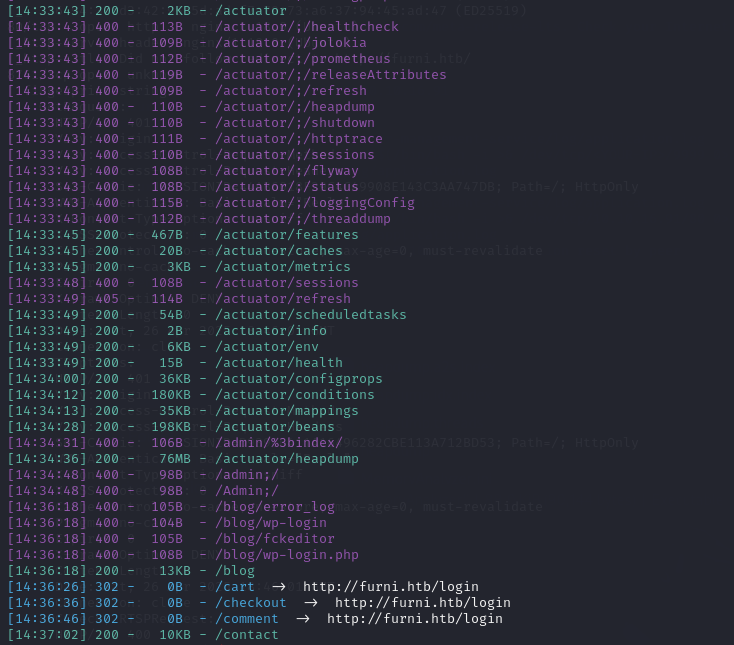 [14:33:43] 200 -    2KB - /actuator
[14:33:43] 400 -  113B  - /actuator/;/healthcheck
[14:33:43] 400 -  109B  - /actuator/;/jolokia
[14:33:43] 400 -  112B  - /actuator/;/prometheus
[14:33:43] 400 -  119B  - /actuator/;/releaseAttributes
[14:33:43] 400 -  109B  - /actuator/;/refresh
[14:33:43] 400 -  110B  - /actuator/;/heapdump
[14:33:43] 400 -  110B  - /actuator/;/shutdown
[14:33:43] 400 -  111B  - /actuator/;/httptrace
[14:33:43] 400 -  110B  - /actuator/;/sessions
[14:33:43] 400 -  108B  - /actuator/;/flyway
[14:33:43] 400 -  108B  - /actuator/;/status
[14:33:43] 400 -  115B  - /actuator/;/loggingConfig
[14:33:43] 400 -  112B  - /actuator/;/threaddump
[14:33:45] 200 -  467B  - /actuator/features
[14:33:45] 200 -   20B  - /actuator/caches
[14:33:45] 200 -    3KB - /actuator/metrics
[14:33:48] 400 -  108B  - /actuator/sessions
[14:33:49] 405 -  114B  - /actuator/refresh
[14:33:49] 200 -   54B  - /actuator/scheduledtasks
[14:33:49] 200 -    2B  - /actuator/info
[14:33:49] 200 -    6KB - /actuator/env
[14:33:49] 200 -   15B  - /actuator/health
[14:34:00] 200 -   36KB - /actuator/configprops
[14:34:12] 200 -  180KB - /actuator/conditions
[14:34:13] 200 -   35KB - /actuator/mappings
[14:34:28] 200 -  198KB - /actuator/beans
[14:34:31] 400 -  106B  - /admin/%3bindex/
[14:34:36] 200 -   76MB - /actuator/heapdump
[14:34:48] 400 -   98B  - /admin;/
[14:34:48] 400 -   98B  - /Admin;/
[14:36:18] 400 -  105B  - /blog/error_log
[14:36:18] 400 -  104B  - /blog/wp-login
[14:36:18] 400 -  105B  - /blog/fckeditor
[14:36:18] 400 -  108B  - /blog/wp-login.php
[14:36:18] 200 -   13KB - /blog
[14:36:26] 302 -    0B  - /cart  →  http://furni.htb/login
[14:36:36] 302 -    0B  - /checkout  →  http://furni.htb/login
[14:36:46] 302 -    0B  - /comment  →  http://furni.htb/login
[14:37:02] 200 -   10KB - /contact